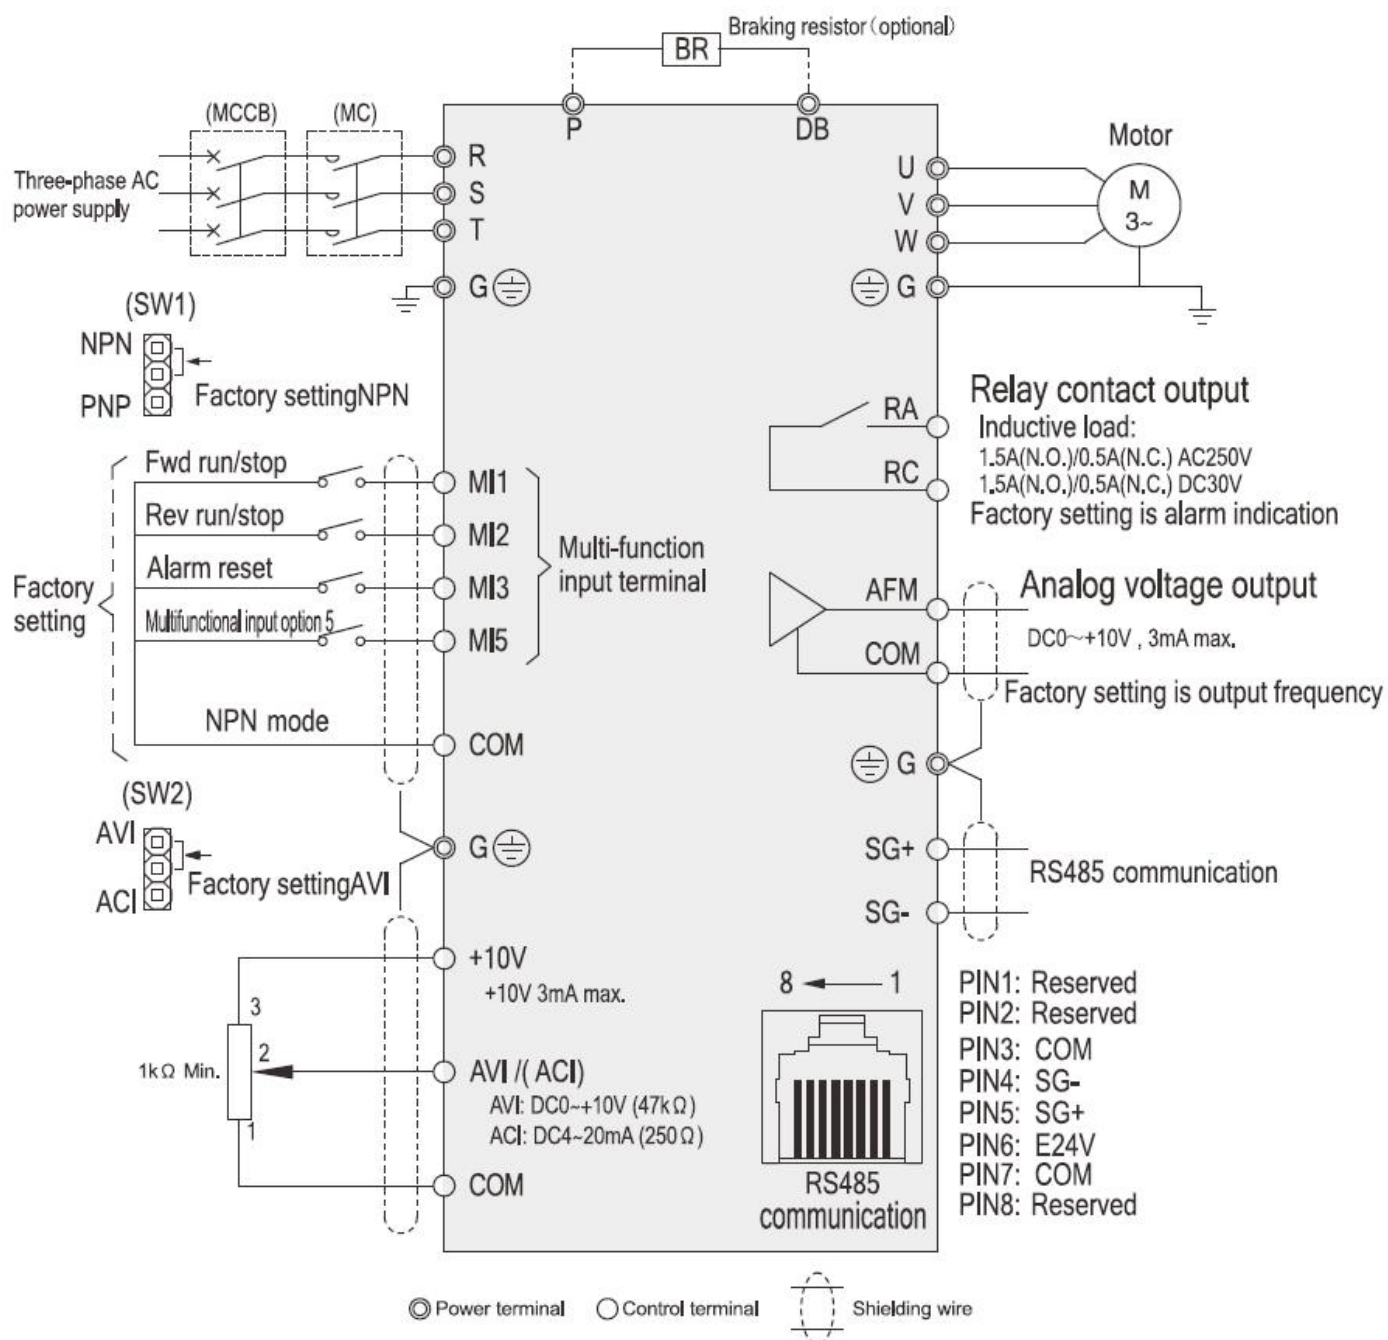 Braking resistor (optional)
BR
P
DB
(MCCB)
(MC)
Three-phase AC
power supply
R
S
T
G
U
V
W
G
Motor
M
3~
(SW1)
NPN
PNP
Factory settingNPN
RA
RC
Relay contact output
Inductive load:
1.5A(N.O.)/0.5A(N.C.) AC250V
1.5A(N.O.)/0.5A(N.C.) DC30V
Factory setting is alarm indication
Factory
setting
Fwd run/stop
Rev run/stop
Alarm reset
Multifunctional input option 5
NPN mode
MI1
MI2
MI3
MI5
COM
Multi-function
input terminal
AFM
COM
Analog voltage output
DC0~+10V , 3mA max.
Factory setting is output frequency
G
(SW2)
AVI
ACI
Factory settingAVI
G
SG+
SG-
RS485 communication
+10V
+10V 3mA max.
3
2
1
1kΩ Min.
AVI /( ACI)
AVI: DC0~+10V (47kΩ)
ACI: DC4~20mA (250Ω)
COM
8
1
RS485
communication
PIN1: Reserved
PIN2: Reserved
PIN3: COM
PIN4: SG-
PIN5: SG+
PIN6: E24V
PIN7: COM
PIN8: Reserved
Power terminal
Control terminal
Shielding wire